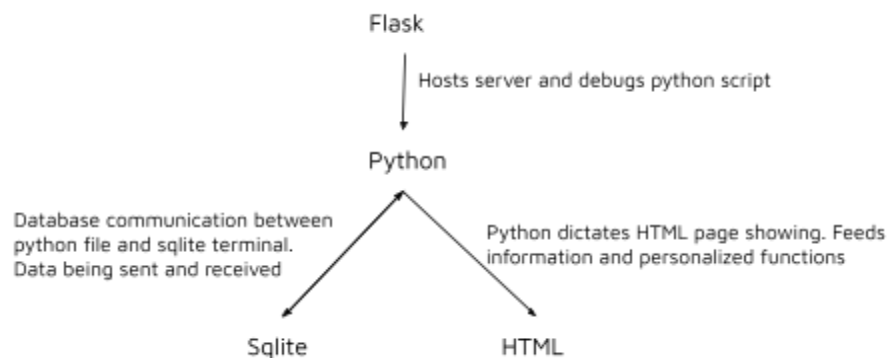 Flask
Hosts server and debugs python script
Python
Database communication between
python file and sqlite terminal.
Data being sent and received
Python dictates HTML page showing. Feeds
information and personalized functions
Sqlite
HTML